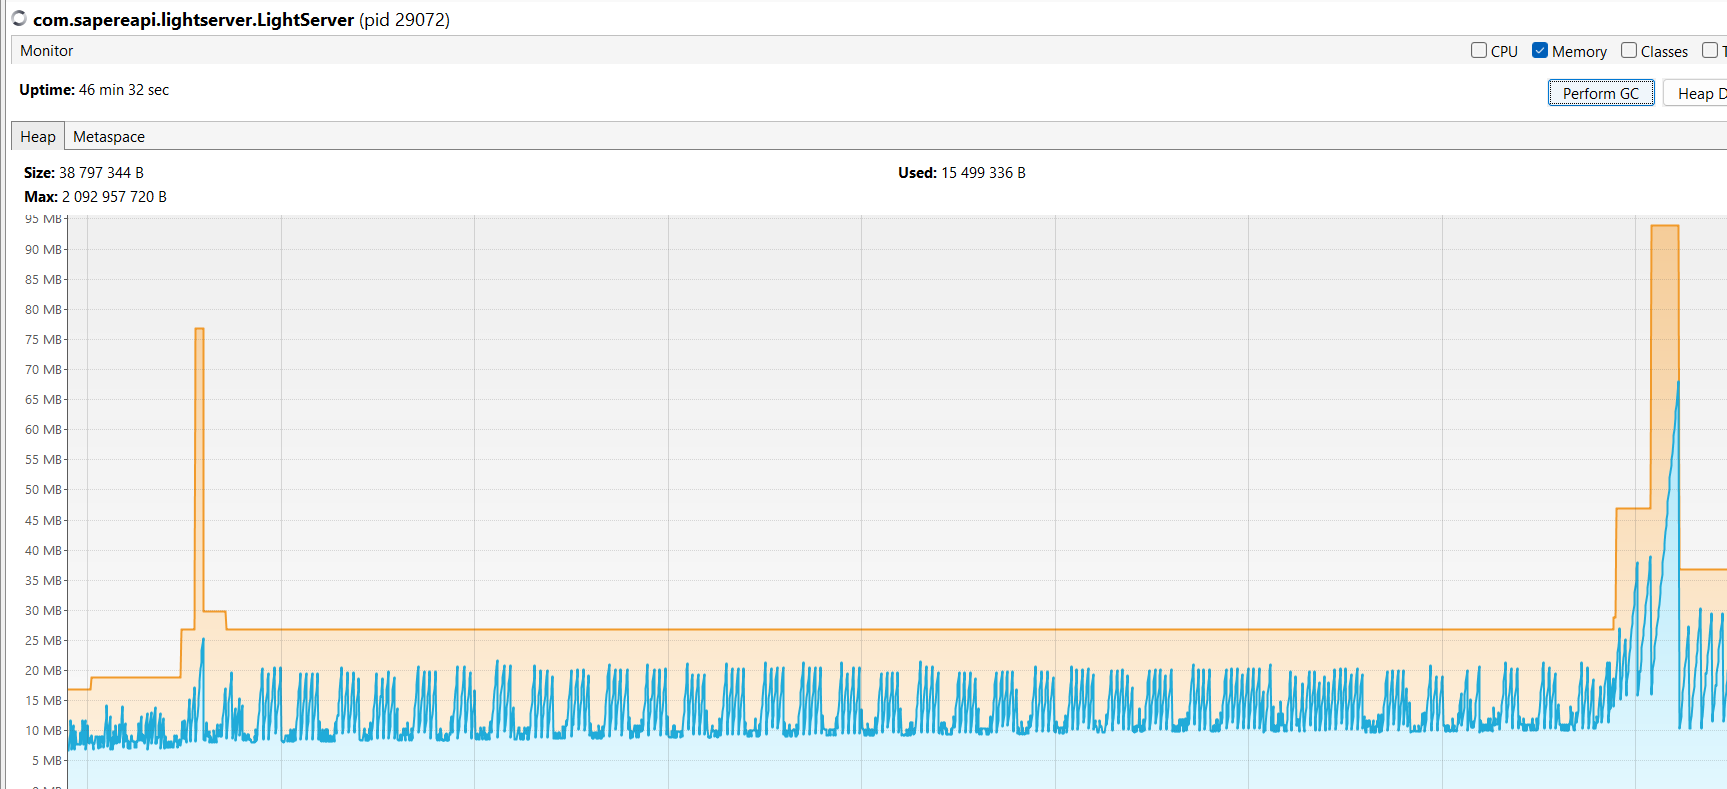 com.sapereapi.lightserver.LightServer (pid 29072)
Monitor
CPU Memory Classes
Uptime: 46 min 32 sec
Perform GC Heap D
Heap Metaspace
Size: 38 797 344 B Used: 15 499 336 B
Max: 2 092 957 720 B
95 MB
90 MB
85 MB
80 MB
75 MB
70 MB
65 MB
60 MB
55 MB
50 MB
45 MB
40 MB
35 MB
30 MB
25 MB
20 MB
15 MB
10 MB
5 MB